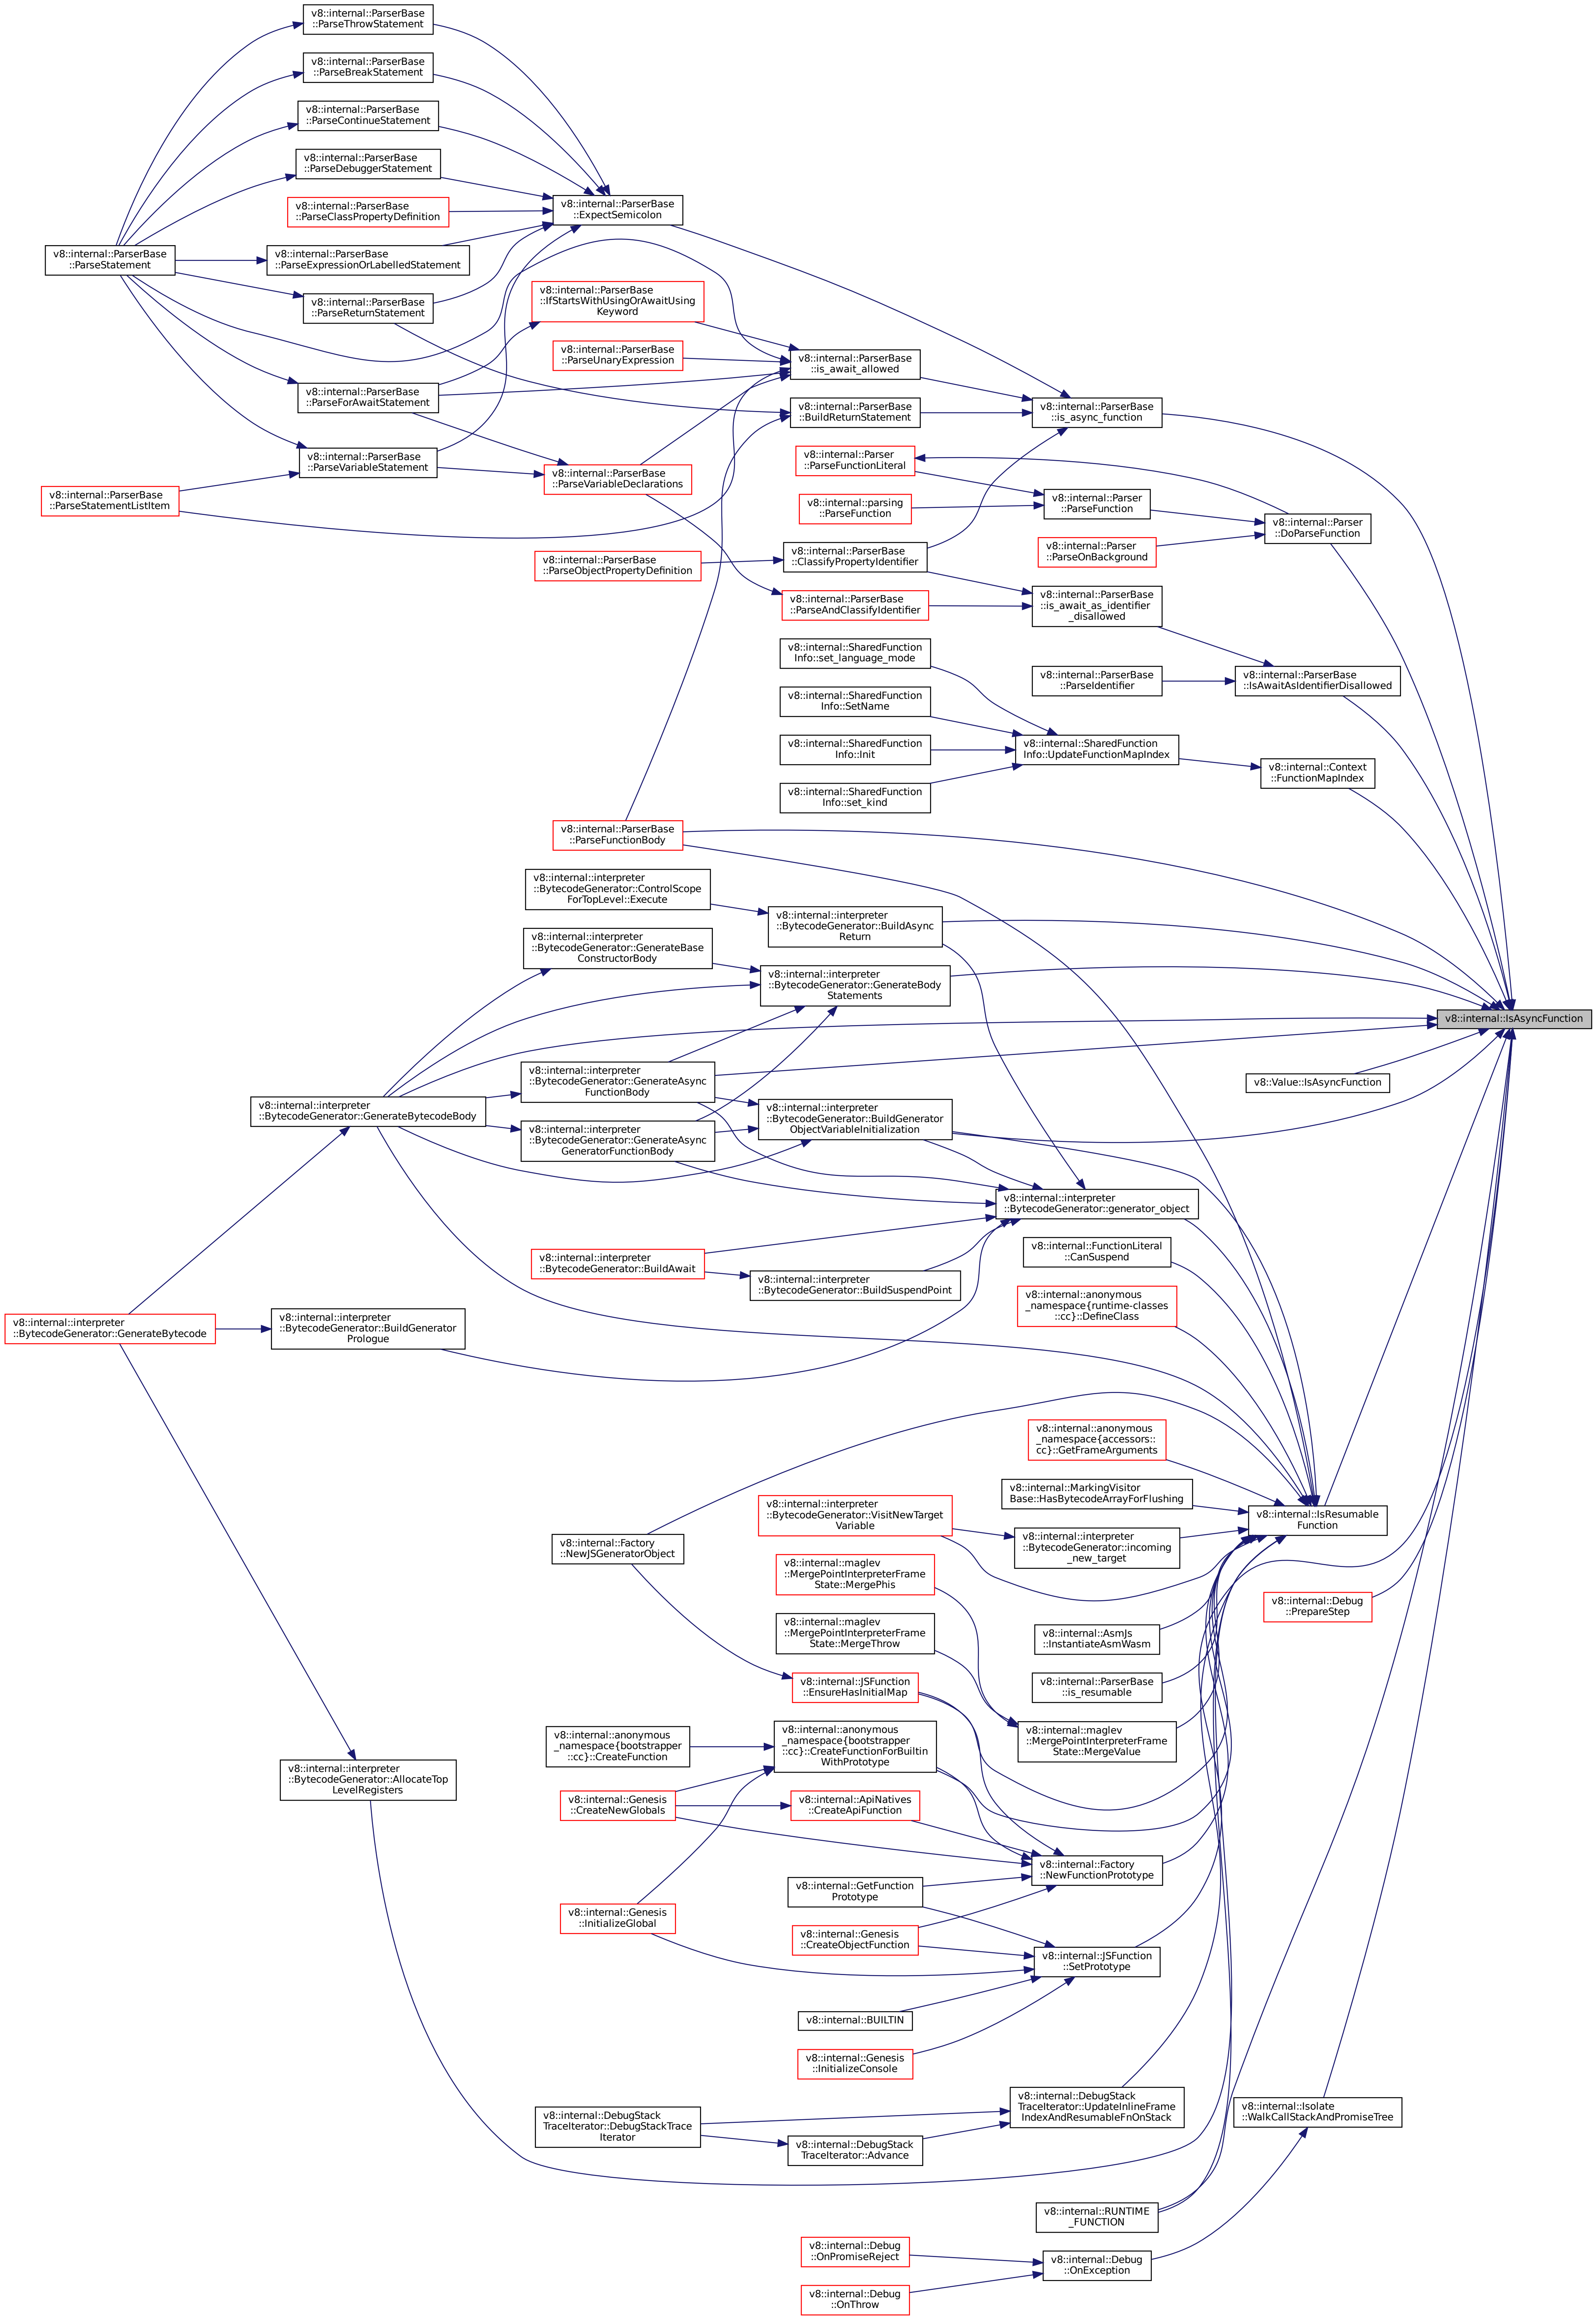 v8::internal::ParserBase
::ParseThrowStatement
v8::internal::ParserBase
::ParseBreakStatement
v8::internal::ParserBase
::ParseContinueStatement
v8::internal::ParserBase
::ParseDebuggerStatement
v8::internal::ParserBase
::ParseClassPropertyDefinition
v8::internal::ParserBase
::ExpectSemicolon
v8::internal::ParserBase
::ParseStatement
v8::internal::ParserBase
::ParseExpressionOrLabelledStatement
v8::internal::ParserBase
::ParseReturnStatement
v8::internal::ParserBase
::IfStartsWithUsingOrAwaitUsing
Keyword
v8::internal::ParserBase
::ParseUnaryExpression
v8::internal::ParserBase
::is_await_allowed
v8::internal::ParserBase
::ParseForAwaitStatement
v8::internal::ParserBase
::BuildReturnStatement
v8::internal::ParserBase
::is_async_function
v8::internal::ParserBase
::ParseVariableStatement
v8::internal::Parser
::ParseFunctionLiteral
v8::internal::ParserBase
::ParseVariableDeclarations
v8::internal::ParserBase
::ParseStatementListItem
v8::internal::parsing
::ParseFunction
v8::internal::Parser
::ParseFunction
v8::internal::Parser
::DoParseFunction
v8::internal::Parser
::ParseOnBackground
v8::internal::ParserBase
::ParseObjectPropertyDefinition
v8::internal::ParserBase
::ClassifyPropertyIdentifier
v8::internal::ParserBase
::ParseAndClassifyIdentifier
v8::internal::ParserBase
::is_await_as_identifier
_disallowed
v8::internal::SharedFunction
Info::set_language_mode
v8::internal::ParserBase
::ParseIdentifier
v8::internal::ParserBase
::IsAwaitAsIdentifierDisallowed
v8::internal::SharedFunction
Info::SetName
v8::internal::SharedFunction
Info::Init
v8::internal::SharedFunction
Info::UpdateFunctionMapIndex
v8::internal::Context
::FunctionMapIndex
v8::internal::SharedFunction
Info::set_kind
v8::internal::ParserBase
::ParseFunctionBody
v8::internal::interpreter
::BytecodeGenerator::ControlScope
ForTopLevel::Execute
v8::internal::interpreter
::BytecodeGenerator::BuildAsync
Return
v8::internal::interpreter
::BytecodeGenerator::GenerateBase
ConstructorBody
v8::internal::interpreter
::BytecodeGenerator::GenerateBody
Statements
v8::internal::IsAsyncFunction
v8::internal::interpreter
::BytecodeGenerator::GenerateAsync
FunctionBody
v8::Value::IsAsyncFunction
v8::internal::interpreter
::BytecodeGenerator::GenerateBytecodeBody
v8::internal::interpreter
::BytecodeGenerator::BuildGenerator
ObjectVariableInitialization
v8::internal::interpreter
::BytecodeGenerator::GenerateAsync
GeneratorFunctionBody
v8::internal::interpreter
::BytecodeGenerator::generator_object
v8::internal::FunctionLiteral
::CanSuspend
v8::internal::interpreter
::BytecodeGenerator::BuildAwait
v8::internal::interpreter
::BytecodeGenerator::BuildSuspendPoint
v8::internal::anonymous
_namespace{runtime-classes
::cc}::DefineClass
v8::internal::interpreter
::BytecodeGenerator::GenerateBytecode
v8::internal::interpreter
::BytecodeGenerator::BuildGenerator
Prologue
v8::internal::anonymous
_namespace{accessors::
cc}::GetFrameArguments
v8::internal::MarkingVisitor
Base::HasBytecodeArrayForFlushing
v8::internal::interpreter
::BytecodeGenerator::VisitNewTarget
Variable
v8::internal::IsResumable
Function
v8::internal::Factory
::NewJSGeneratorObject
v8::internal::interpreter
::BytecodeGenerator::incoming
_new_target
v8::internal::maglev
::MergePointInterpreterFrame
State::MergePhis
v8::internal::Debug
::PrepareStep
v8::internal::maglev
::MergePointInterpreterFrame
State::MergeThrow
v8::internal::AsmJs
::InstantiateAsmWasm
v8::internal::JSFunction
::EnsureHasInitialMap
v8::internal::ParserBase
::is_resumable
v8::internal::anonymous
_namespace{bootstrapper
::cc}::CreateFunction
v8::internal::anonymous
_namespace{bootstrapper
::cc}::CreateFunctionForBuiltin
WithPrototype
v8::internal::maglev
::MergePointInterpreterFrame
State::MergeValue
v8::internal::interpreter
::BytecodeGenerator::AllocateTop
LevelRegisters
v8::internal::Genesis
::CreateNewGlobals
v8::internal::ApiNatives
::CreateApiFunction
v8::internal::Factory
::NewFunctionPrototype
v8::internal::GetFunction
Prototype
v8::internal::Genesis
::InitializeGlobal
v8::internal::Genesis
::CreateObjectFunction
v8::internal::JSFunction
::SetPrototype
v8::internal::BUILTIN
v8::internal::Genesis
::InitializeConsole
v8::internal::DebugStack
TraceIterator::DebugStackTrace
Iterator
v8::internal::DebugStack
TraceIterator::UpdateInlineFrame
IndexAndResumableFnOnStack
v8::internal::Isolate
::WalkCallStackAndPromiseTree
v8::internal::DebugStack
TraceIterator::Advance
v8::internal::RUNTIME
_FUNCTION
v8::internal::Debug
::OnPromiseReject
v8::internal::Debug
::OnException
v8::internal::Debug
::OnThrow